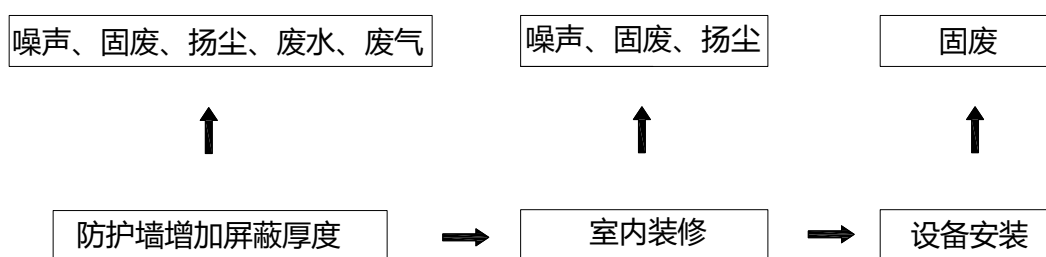 噪声、固废、扬尘、废水、废气
噪声、固废、扬尘
固废
防护墙增加屏蔽厚度
室内装修
设备安装